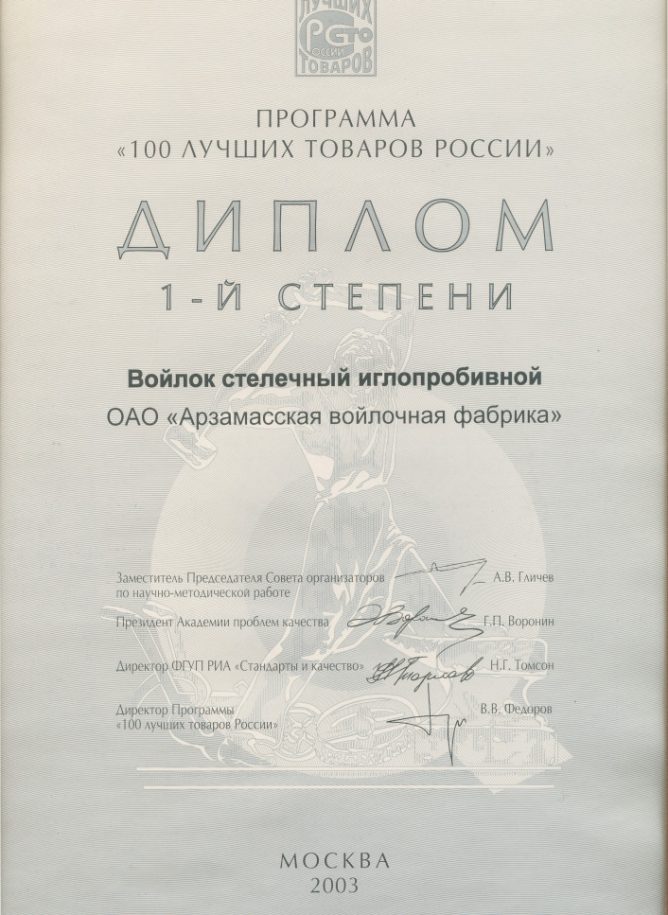 ЛУЧШИХ
PGТО
РОССИИ
ТОВАРОВ
ПРОГРАММА
«100 ЛУЧШИХ ТОВАРОВ РОССИИ»
ДИПЛОМ
1-Й СТЕПЕНИ
Войлок стелечный иглопробивной
ОАО «Арзамасская войлочная фабрика»
Заместитель Председателя Совета организаторов
по научно-методической работе
А.В. Гличев
Президент Академии проблем качества
Г.П. Воронин
Директор ФГУП РИА «Стандарты и качество»
Н.Г. Томсон
Директор Программы
«100 лучших товаров России»
В.В. Федоров
МОСКВА
2003